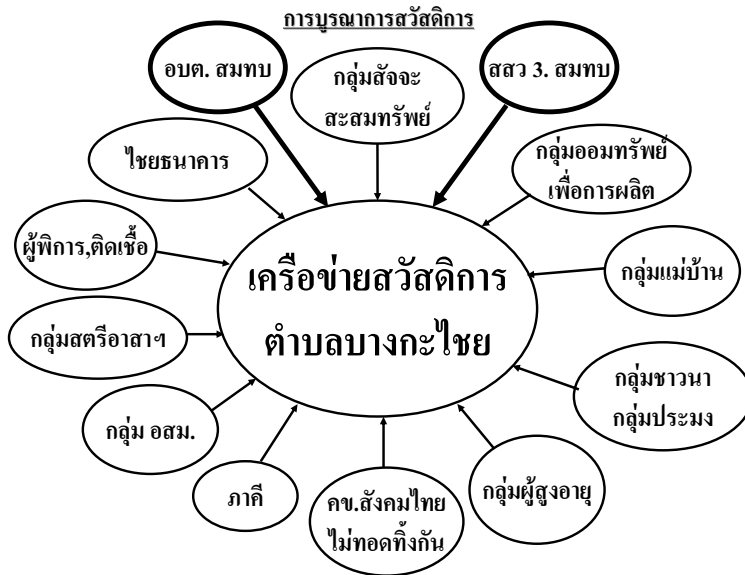 การบูรณาการสวัสดิการ
อบต. สมทบ
กลุ่มสัจจะ
สะสมทรัพย์
สสว 3. สมทบ
ไชยธนาคาร
กลุ่มออมทรัพย์
เพื่อการผลิต
ผู้พิการ,ติดเชื้อ
เครือข่ายสวัสดิการ
ตำบลบางกะไชย
กลุ่มแม่บ้าน
กลุ่มสตรีอาสาฯ
กลุ่มชาวนา
กลุ่มประมง
กลุ่ม อสม.
ภาคี
คข.สังคมไทย
ไม่ทอดทิ้งกัน
กลุ่มผู้สูงอายุ